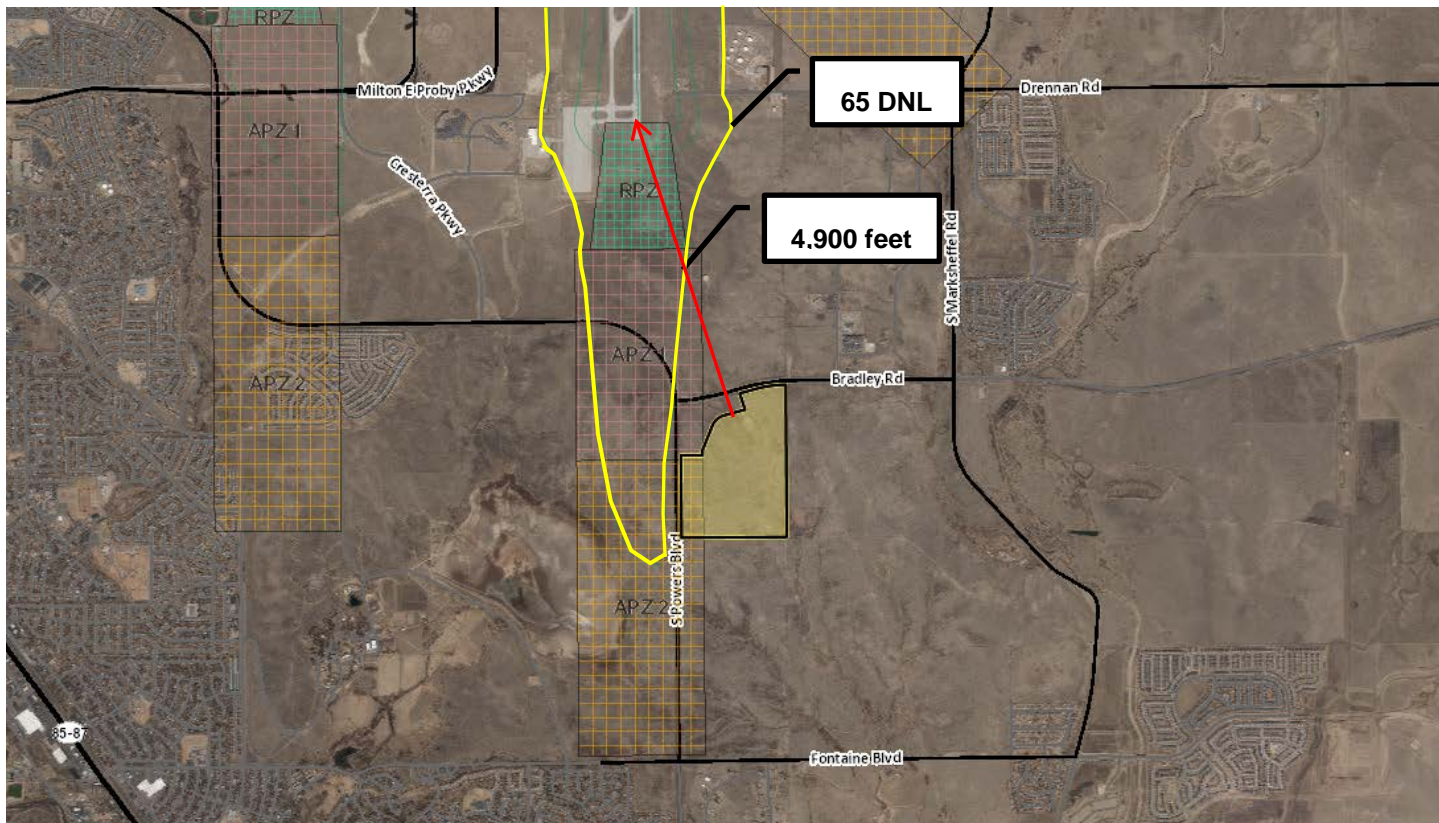 RPZ
Milton E Proby Pkwy
65 DNL
Drennan Rd
APZ 1
Cresterra Pkwy
RPZ
4,900 feet
S Marksheffel Rd
APZ 1
Bradley Rd
APZ 2
S Powers Blvd
APZ 2
85-87
Fontaine Blvd